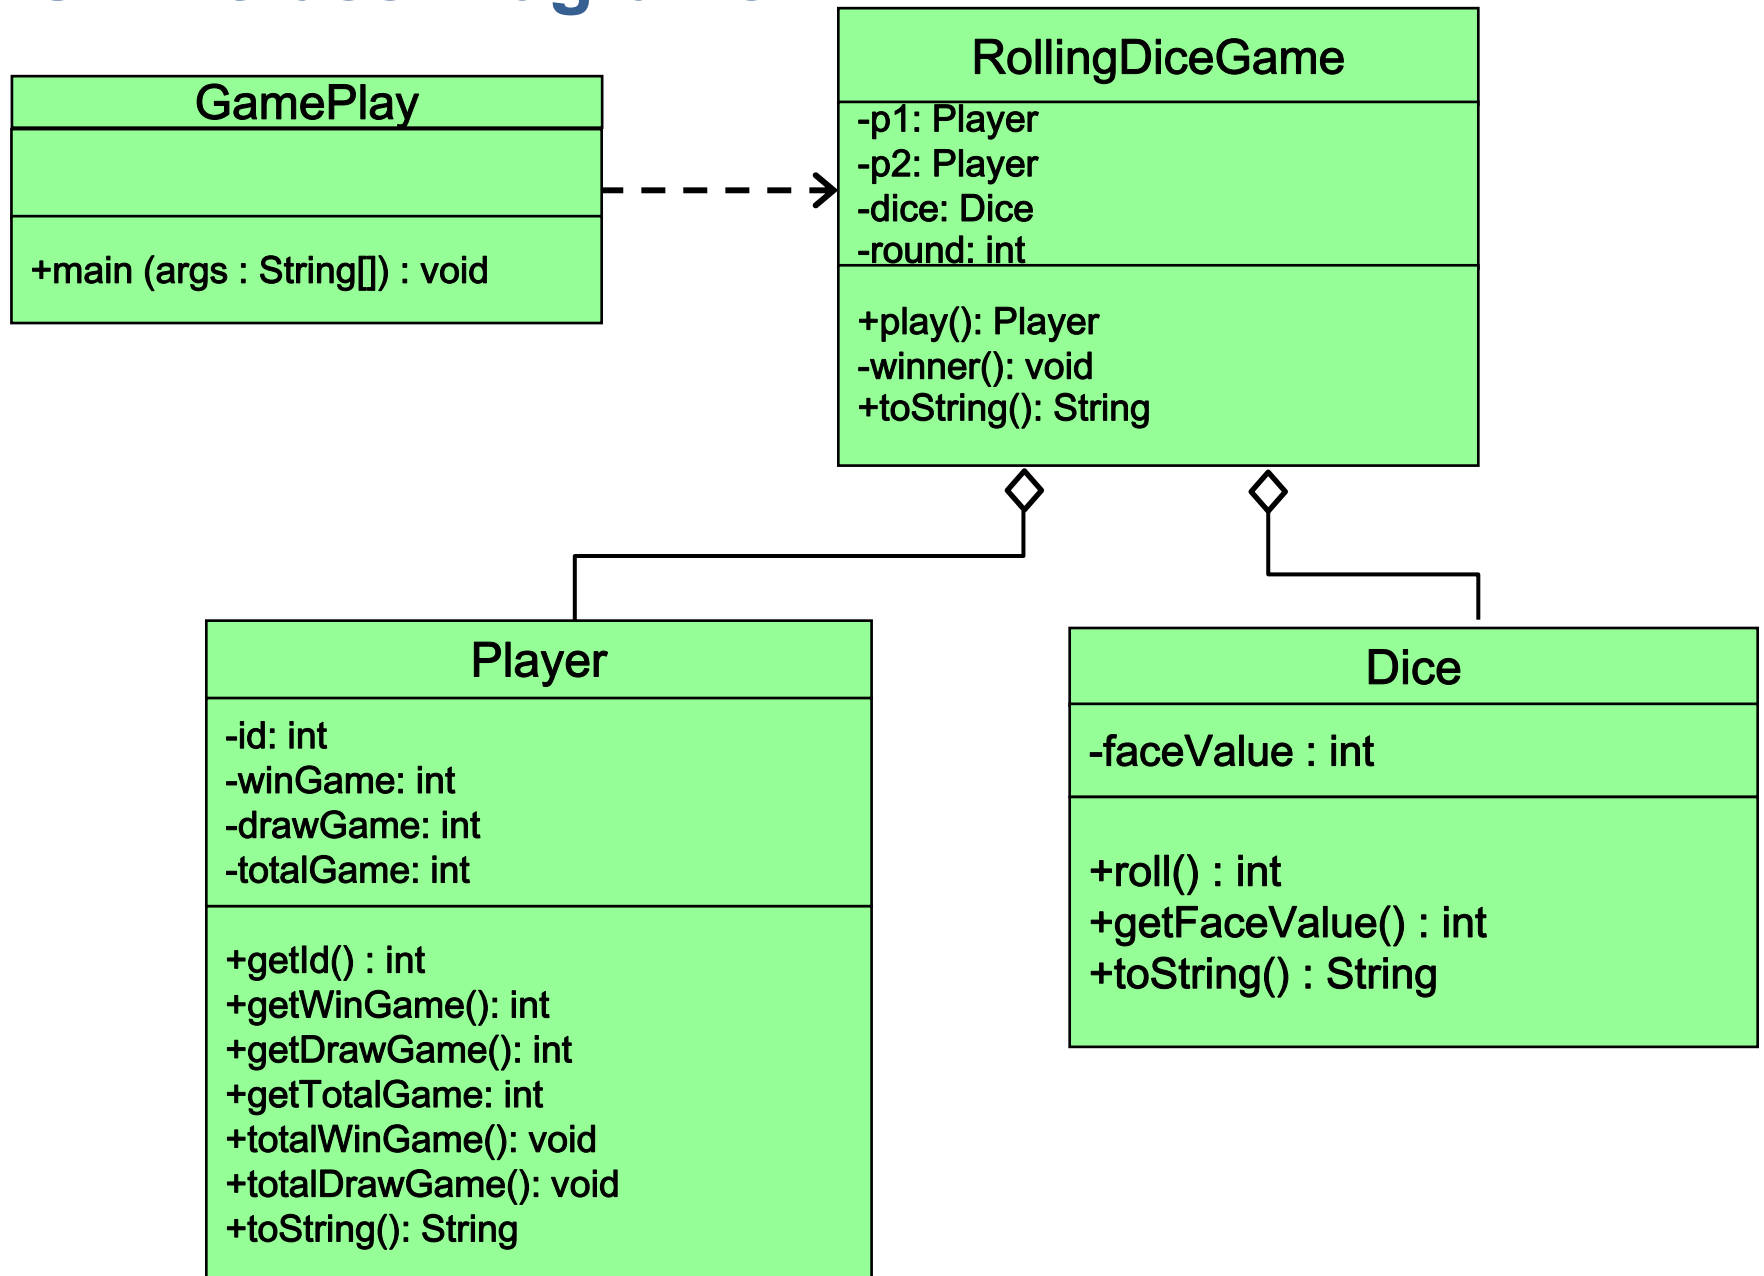 GamePlay
+main (args : String[]) : void
RollingDiceGame
-p1: Player
-p2: Player
-dice: Dice
-round: int
+play(): Player
-winner(): void
+toString(): String
Player
-id: int
-winGame: int
-drawGame: int
-totalGame: int
+getId() : int
+getWinGame(): int
+getDrawGame(): int
+getTotalGame: int
+totalWinGame(): void
+totalDrawGame(): void
+toString(): String
Dice
-faceValue : int
+roll() : int
+getFaceValue() : int
+toString() : String